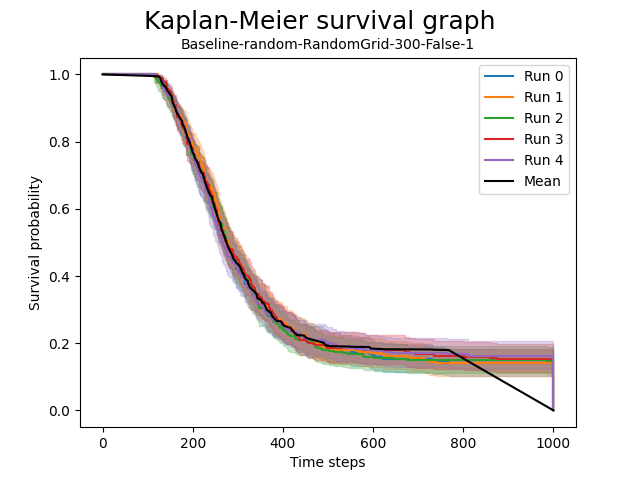 Kaplan-Meier survival graph
Baseline-random-RandomGrid-300-False-1
Survival probability
1.0
0.8
0.6
0.4
0.2
0.0
Run 0
Run 1
Run 2
Run 3
Run 4
Mean
0 200 400 600 800 1000
Time steps